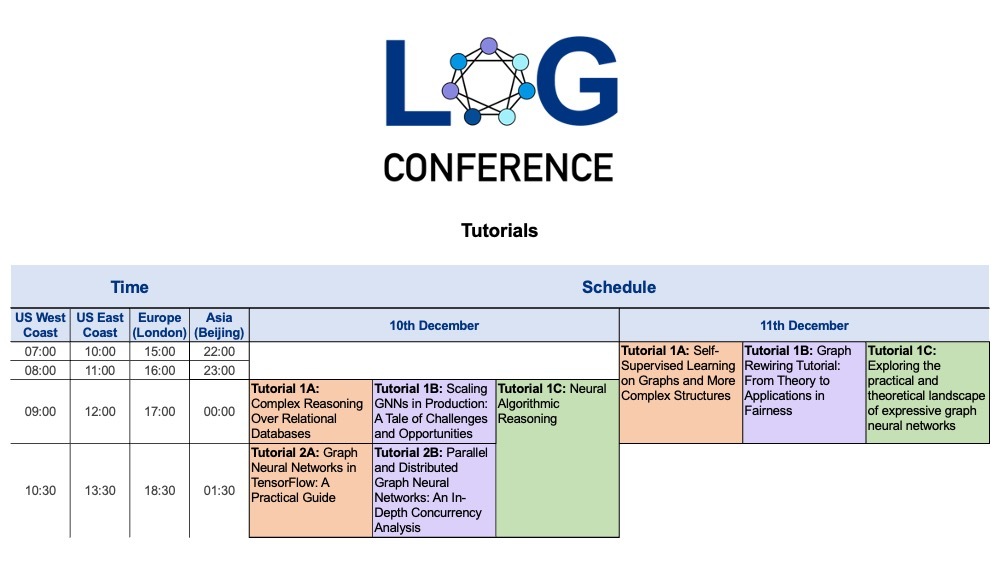 LOG
CONFERENCE
Tutorials
Time
Schedule
US West
Coast
US East
Coast
Europe
(London)
Asia
(Beijing)
10th December
11th December
07:00 10:00 15:00 22:00
08:00 11:00 16:00 23:00
Tutorial 1A: Self-
Supervised Learning
on Graphs and More
Complex Structures
Tutorial 1B: Graph
Rewiring Tutorial:
From Theory to
Applications in
Fairness
Tutorial 1C:
Exploring the
practical and
theoretical landscape
of expressive graph
neural networks
09:00 12:00 17:00 00:00
Tutorial 1A:
Complex Reasoning
Over Relational
Databases
Tutorial 1B: Scaling
GNNs in Production:
A Tale of Challenges
and Opportunities
Tutorial 1C: Neural
Algorithmic
Reasoning
10:30 13:30 18:30 01:30
Tutorial 2A: Graph
Neural Networks in
TensorFlow: A
Practical Guide
Tutorial 2B: Parallel
and Distributed
Graph Neural
Networks: An In-
Depth Concurrency
Analysis